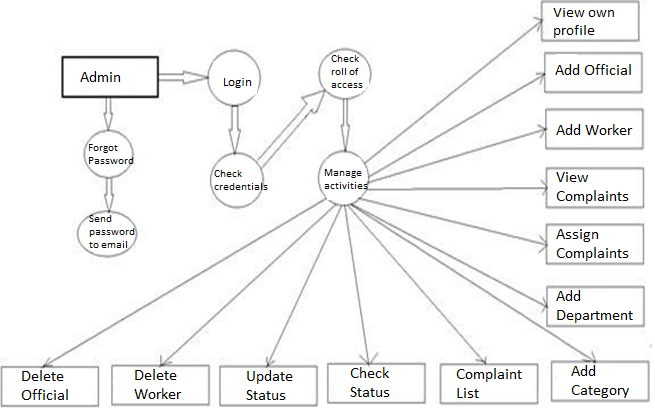 Admin
Login
Check
roll of
access
Forgot
Password
Check
credentials
Manage
activities
Send
password
to email
View own
profile
Add Official
Add Worker
View
Complaints
Assign
Complaints
Add
Department
Delete
Official
Delete
Worker
Update
Status
Check
Status
Complaint
List
Add
Category